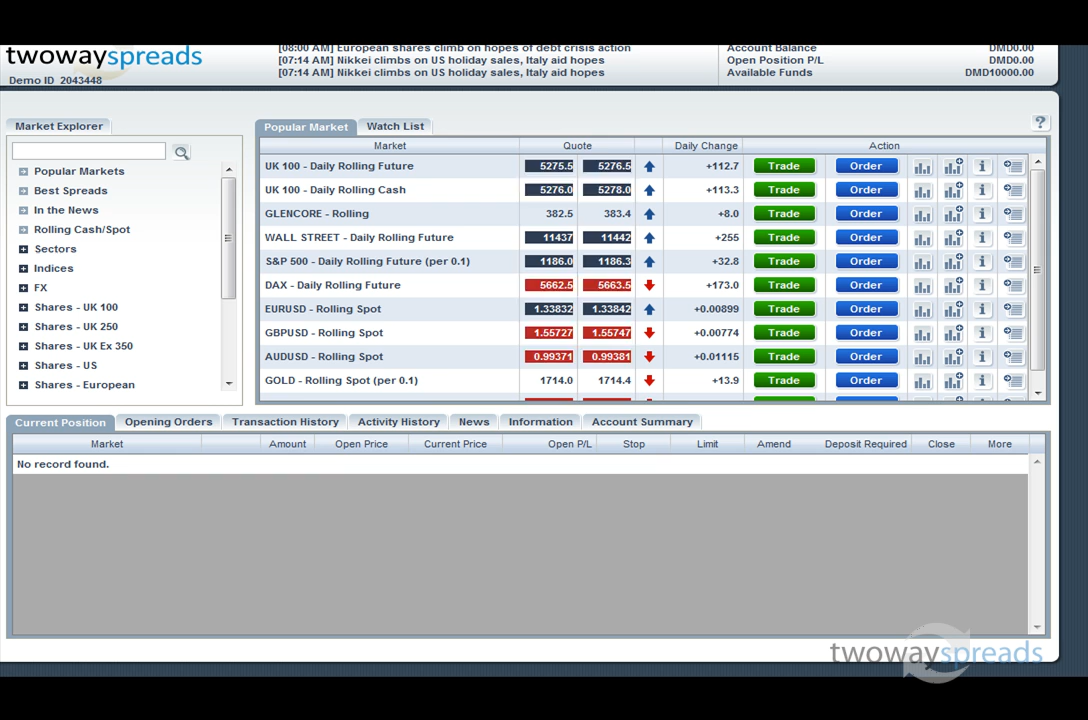 twowayspreads
Demo ID 2043448
[08:00 AM] European shares climb on hopes of debt crisis action
[07:14 AM] Nikkei climbs on US holiday sales, Italy aid hopes
[07:14 AM] Nikkei climbs on US holiday sales, Italy aid hopes
Account Balance DMD0.00
Open Position P/L DMD0.00
Available Funds DMD10000.00
Market Explorer
Popular Markets
Best Spreads
In the News
Rolling Cash/Spot
Sectors
Indices
FX
Shares - UK 100
Shares - UK 250
Shares - UK Ex 350
Shares - US
Shares - European
Popular Market Watch List ?
Market Quote Daily Change Action
UK 100 - Daily Rolling Future 5275.5 5276.5 +112.7 Trade Order
UK 100 - Daily Rolling Cash 5276.0 5278.0 +113.3 Trade Order
GLENCORE - Rolling 382.5 383.4 +8.0 Trade Order
WALL STREET - Daily Rolling Future 11437 11442 +255 Trade Order
S&P 500 - Daily Rolling Future (per 0.1) 1186.0 1186.3 +32.8 Trade Order
DAX - Daily Rolling Future 5662.5 5663.5 +173.0 Trade Order
EURUSD - Rolling Spot 1.33832 1.33842 +0.00899 Trade Order
GBPUSD - Rolling Spot 1.55727 1.55747 +0.00774 Trade Order
AUDUSD - Rolling Spot 0.99371 0.99381 +0.01115 Trade Order
GOLD - Rolling Spot (per 0.1) 1714.0 1714.4 +13.9 Trade Order
Current Position Opening Orders Transaction History Activity History News Information Account Summary
Market Amount Open Price Current Price Open P/L Stop Limit Amend Deposit Required Close More
No record found.
twowayspreads